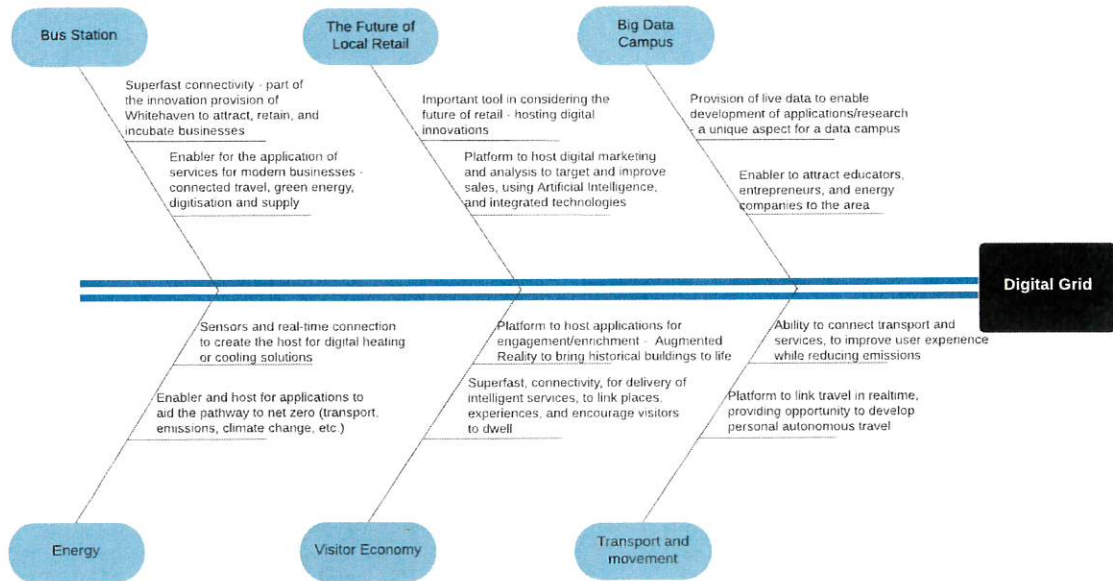 Bus Station
The Future of
Local Retail
Big Data
Campus
Superfast connectivity - part of
the innovation provision of
Whitehaven to attract, retain, and
incubate businesses
Enabler for the application of
services for modern businesses -
connected travel, green energy,
digitisation and supply
Important tool in considering the
future of retail - hosting digital
innovations
Platform to host digital marketing
and analysis to target and improve
sales, using Artificial Intelligence,
and integrated technologies
Provision of live data to enable
development of applications/research
- a unique aspect for a data campus
Enabler to attract educators,
entrepreneurs, and energy
companies to the area
Digital Grid
Sensors and real-time connection
to create the host for digital heating
or cooling solutions
Enabler and host for applications to
aid the pathway to net zero (transport,
emissions, climate change, etc.)
Platform to host applications for
engagement/enrichment - Augmented
Reality to bring historical buildings to life
Superfast, connectivity, for delivery of
intelligent services, to link places,
experiences, and encourage visitors
to dwell
Ability to connect transport and
services, to improve user experience
while reducing emissions
Platform to link travel in realtime,
providing opportunity to develop
personal autonomous travel
Energy
Visitor Economy
Transport and
movement